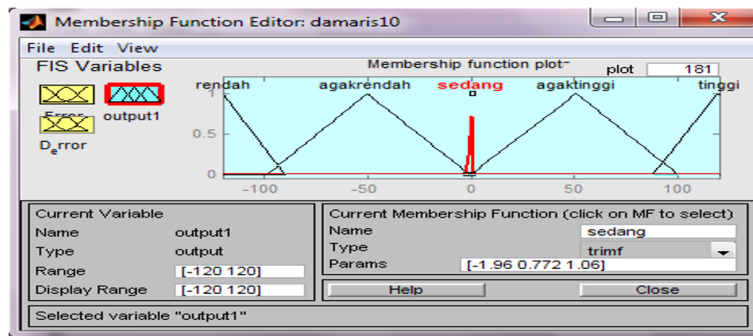 Membership Function Editor: damaris10
File Edit View
FIS Variables
Membership function plots
plot
181
rendah agakrendah sedang agaktinggi tinggi
1
0.5
0
-100 -50 0 50 100
Error output1
D_error
Current Variable
Name output1
Type output
Range [-120 120]
Display Range [-120 120]
Current Membership Function (click on MF to select)
Name sedang
Type trimf
Params [-1.96 0.772 1.06]
Help Close
Selected variable "output1"